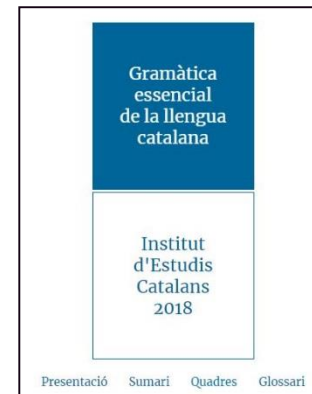 Gramàtica
essencial
de la llengua
catalana
Institut
d'Estudis
Catalans
2018
Presentació Sumari Quadres Glossari